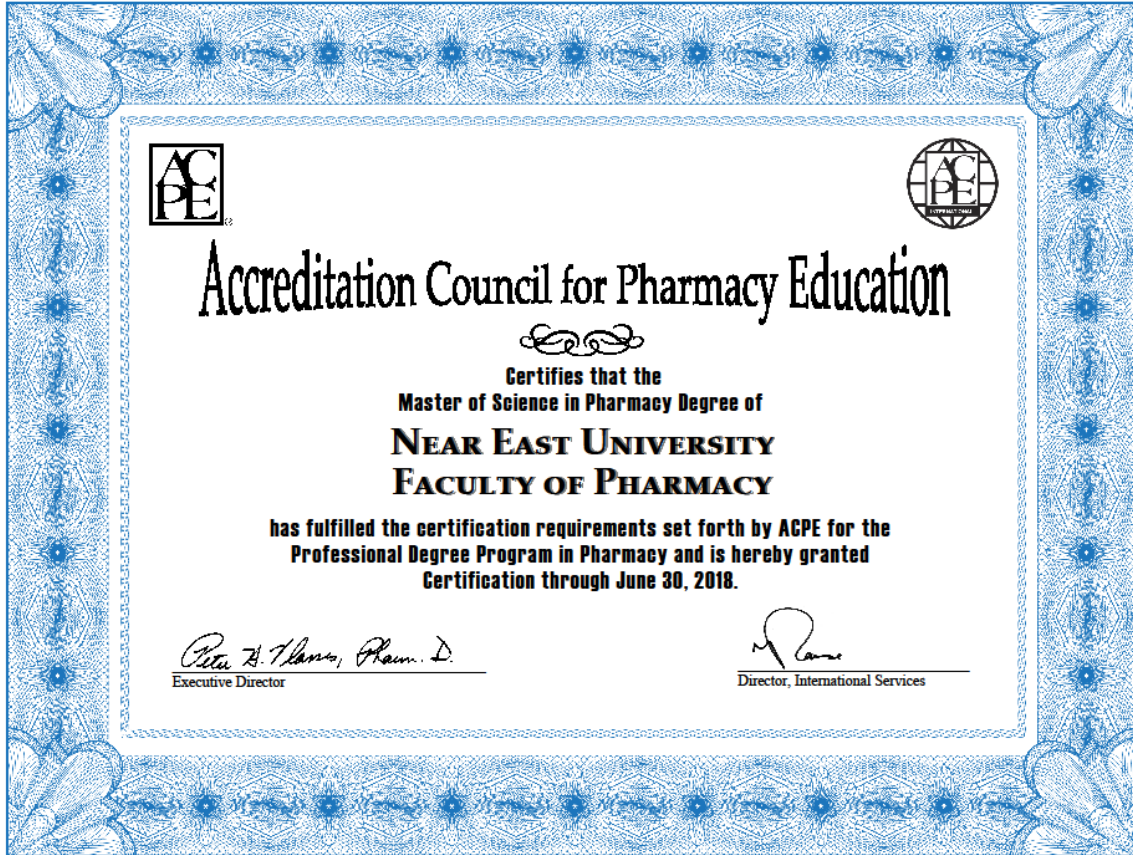 ACPE®
ACPE
INTERNATIONAL
Accreditation Council for Pharmacy Education
Certifies that the
Master of Science in Pharmacy Degree of
NEAR EAST UNIVERSITY
FACULTY OF PHARMACY
has fulfilled the certification requirements set forth by ACPE for the
Professional Degree Program in Pharmacy and is hereby granted
Certification through June 30, 2018.
Peter H. Vlasses, Pharm. D.
Executive Director
Director, International Services